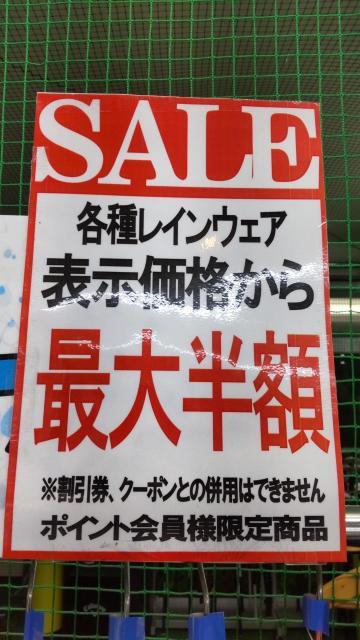 SALE
各種レインウェア
表示価格から
最大半額
※割引券、クーポンとの併用はできません
ポイント会員様限定商品